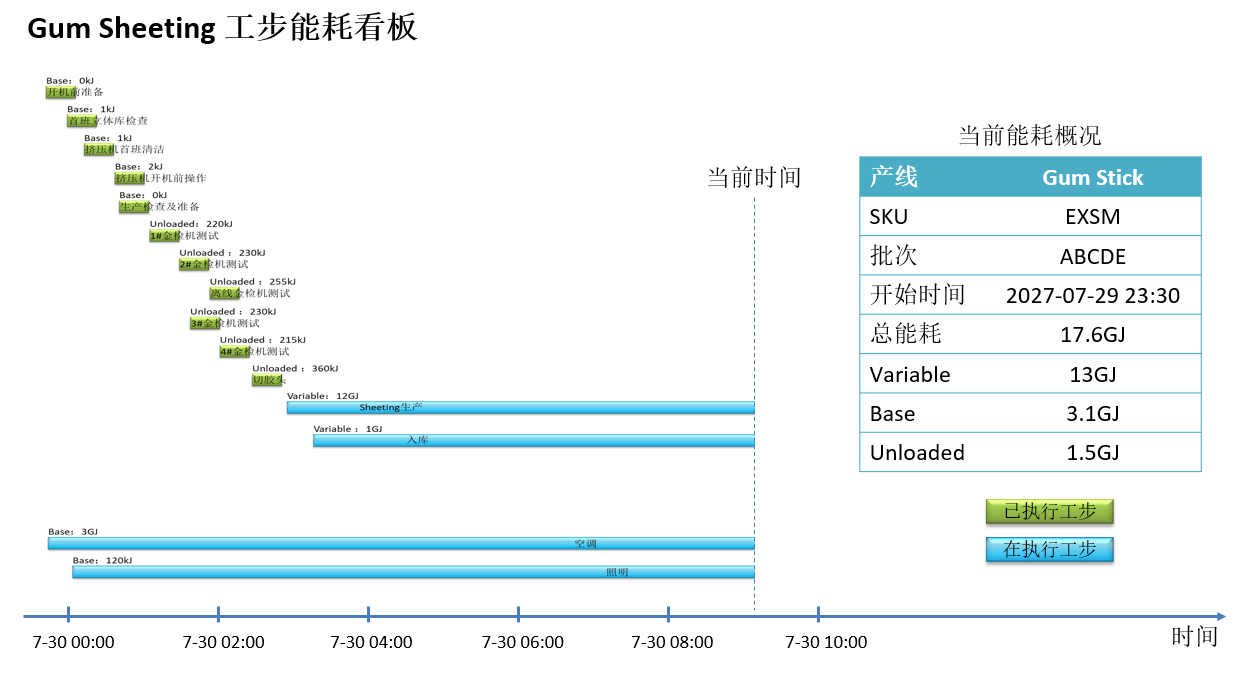 Gum Sheeting 工步能耗看板
Base：0kJ
开机前准备
Base：1kJ
首班立体库检查
Base：1kJ
挤压机首班清洁
Base：2kJ
挤压机开机前操作
Base：0kJ
生产检查及准备
Unloaded：220kJ
1#金检机测试
Unloaded ：230kJ
2#金检机测试
Unloaded ：255kJ
离线金检机测试
Unloaded ：230kJ
3#金检机测试
Unloaded ：215kJ
4#金检机测试
Unloaded ：360kJ
切胶头
Variable：12GJ
Sheeting生产
Variable ：1GJ
入库
Base：3GJ
空调
Base：120kJ
照明
当前时间
当前能耗概况
产线 Gum Stick
SKU EXSM
批次 ABCDE
开始时间 2027-07-29 23:30
总能耗 17.6GJ
Variable 13GJ
Base 3.1GJ
Unloaded 1.5GJ
已执行工步
在执行工步
7-30 00:00 7-30 02:00 7-30 04:00 7-30 06:00 7-30 08:00 7-30 10:00
时间